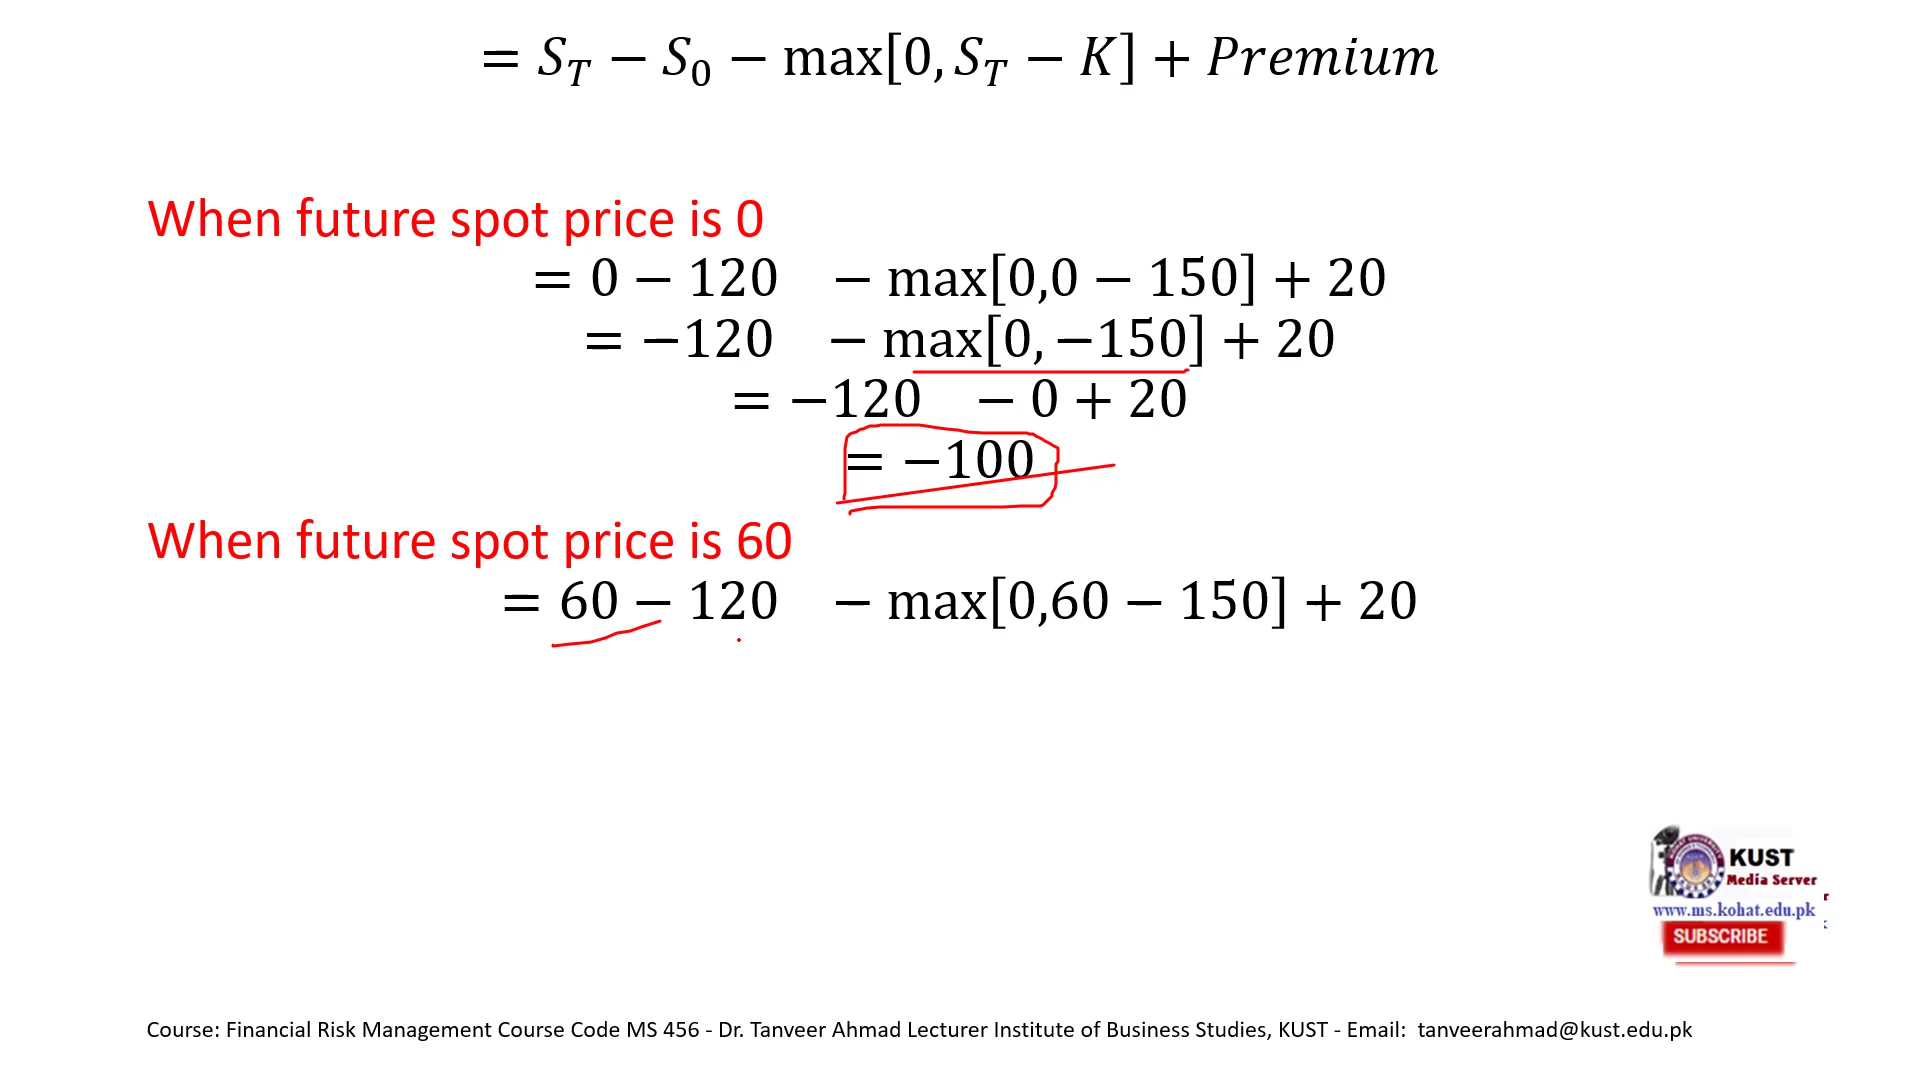 = S_T − S_0 − max[0, S_T − K] + Premium
When future spot price is 0
= 0 − 120 − max[0,0 − 150] + 20
= −120 − max[0, −150] + 20
= −120 − 0 + 20
= −100
When future spot price is 60
= 60 − 120 − max[0,60 − 150] + 20
KUST
Media Server
www.ms.kohat.edu.pk
SUBSCRIBE
Course: Financial Risk Management Course Code MS 456 - Dr. Tanveer Ahmad Lecturer Institute of Business Studies, KUST - Email: tanveerahmad@kust.edu.pk